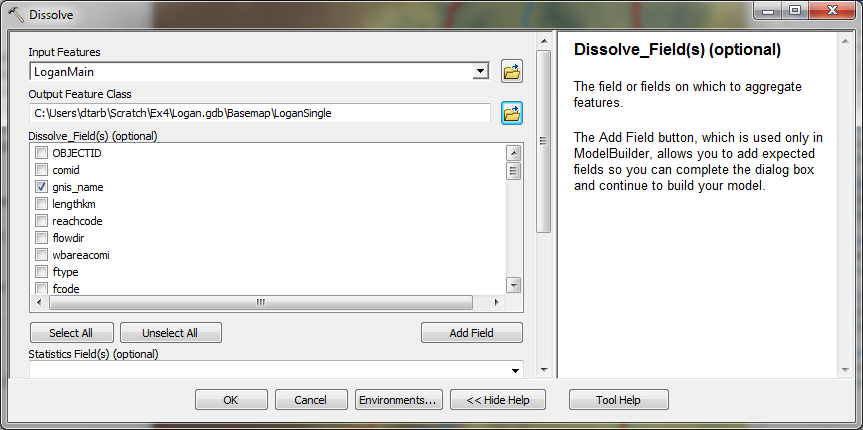 Dissolve
Input Features
LoganMain
Output Feature Class
C:\Users\dtarb\Scratch\Ex4\Logan.gdb\Basemap\LoganSingle
Dissolve_Field(s) (optional)
OBJECTID
comid
gnis_name
lengthkm
reachcode
flowdir
wbareacomi
ftype
fcode
Select All
Unselect All
Add Field
Statistics Field(s) (optional)
OK
Cancel
Environments...
<< Hide Help
Tool Help
Dissolve_Field(s) (optional)
The field or fields on which to aggregate
features.
The Add Field button, which is used only in
ModelBuilder, allows you to add expected
fields so you can complete the dialog box
and continue to build your model.